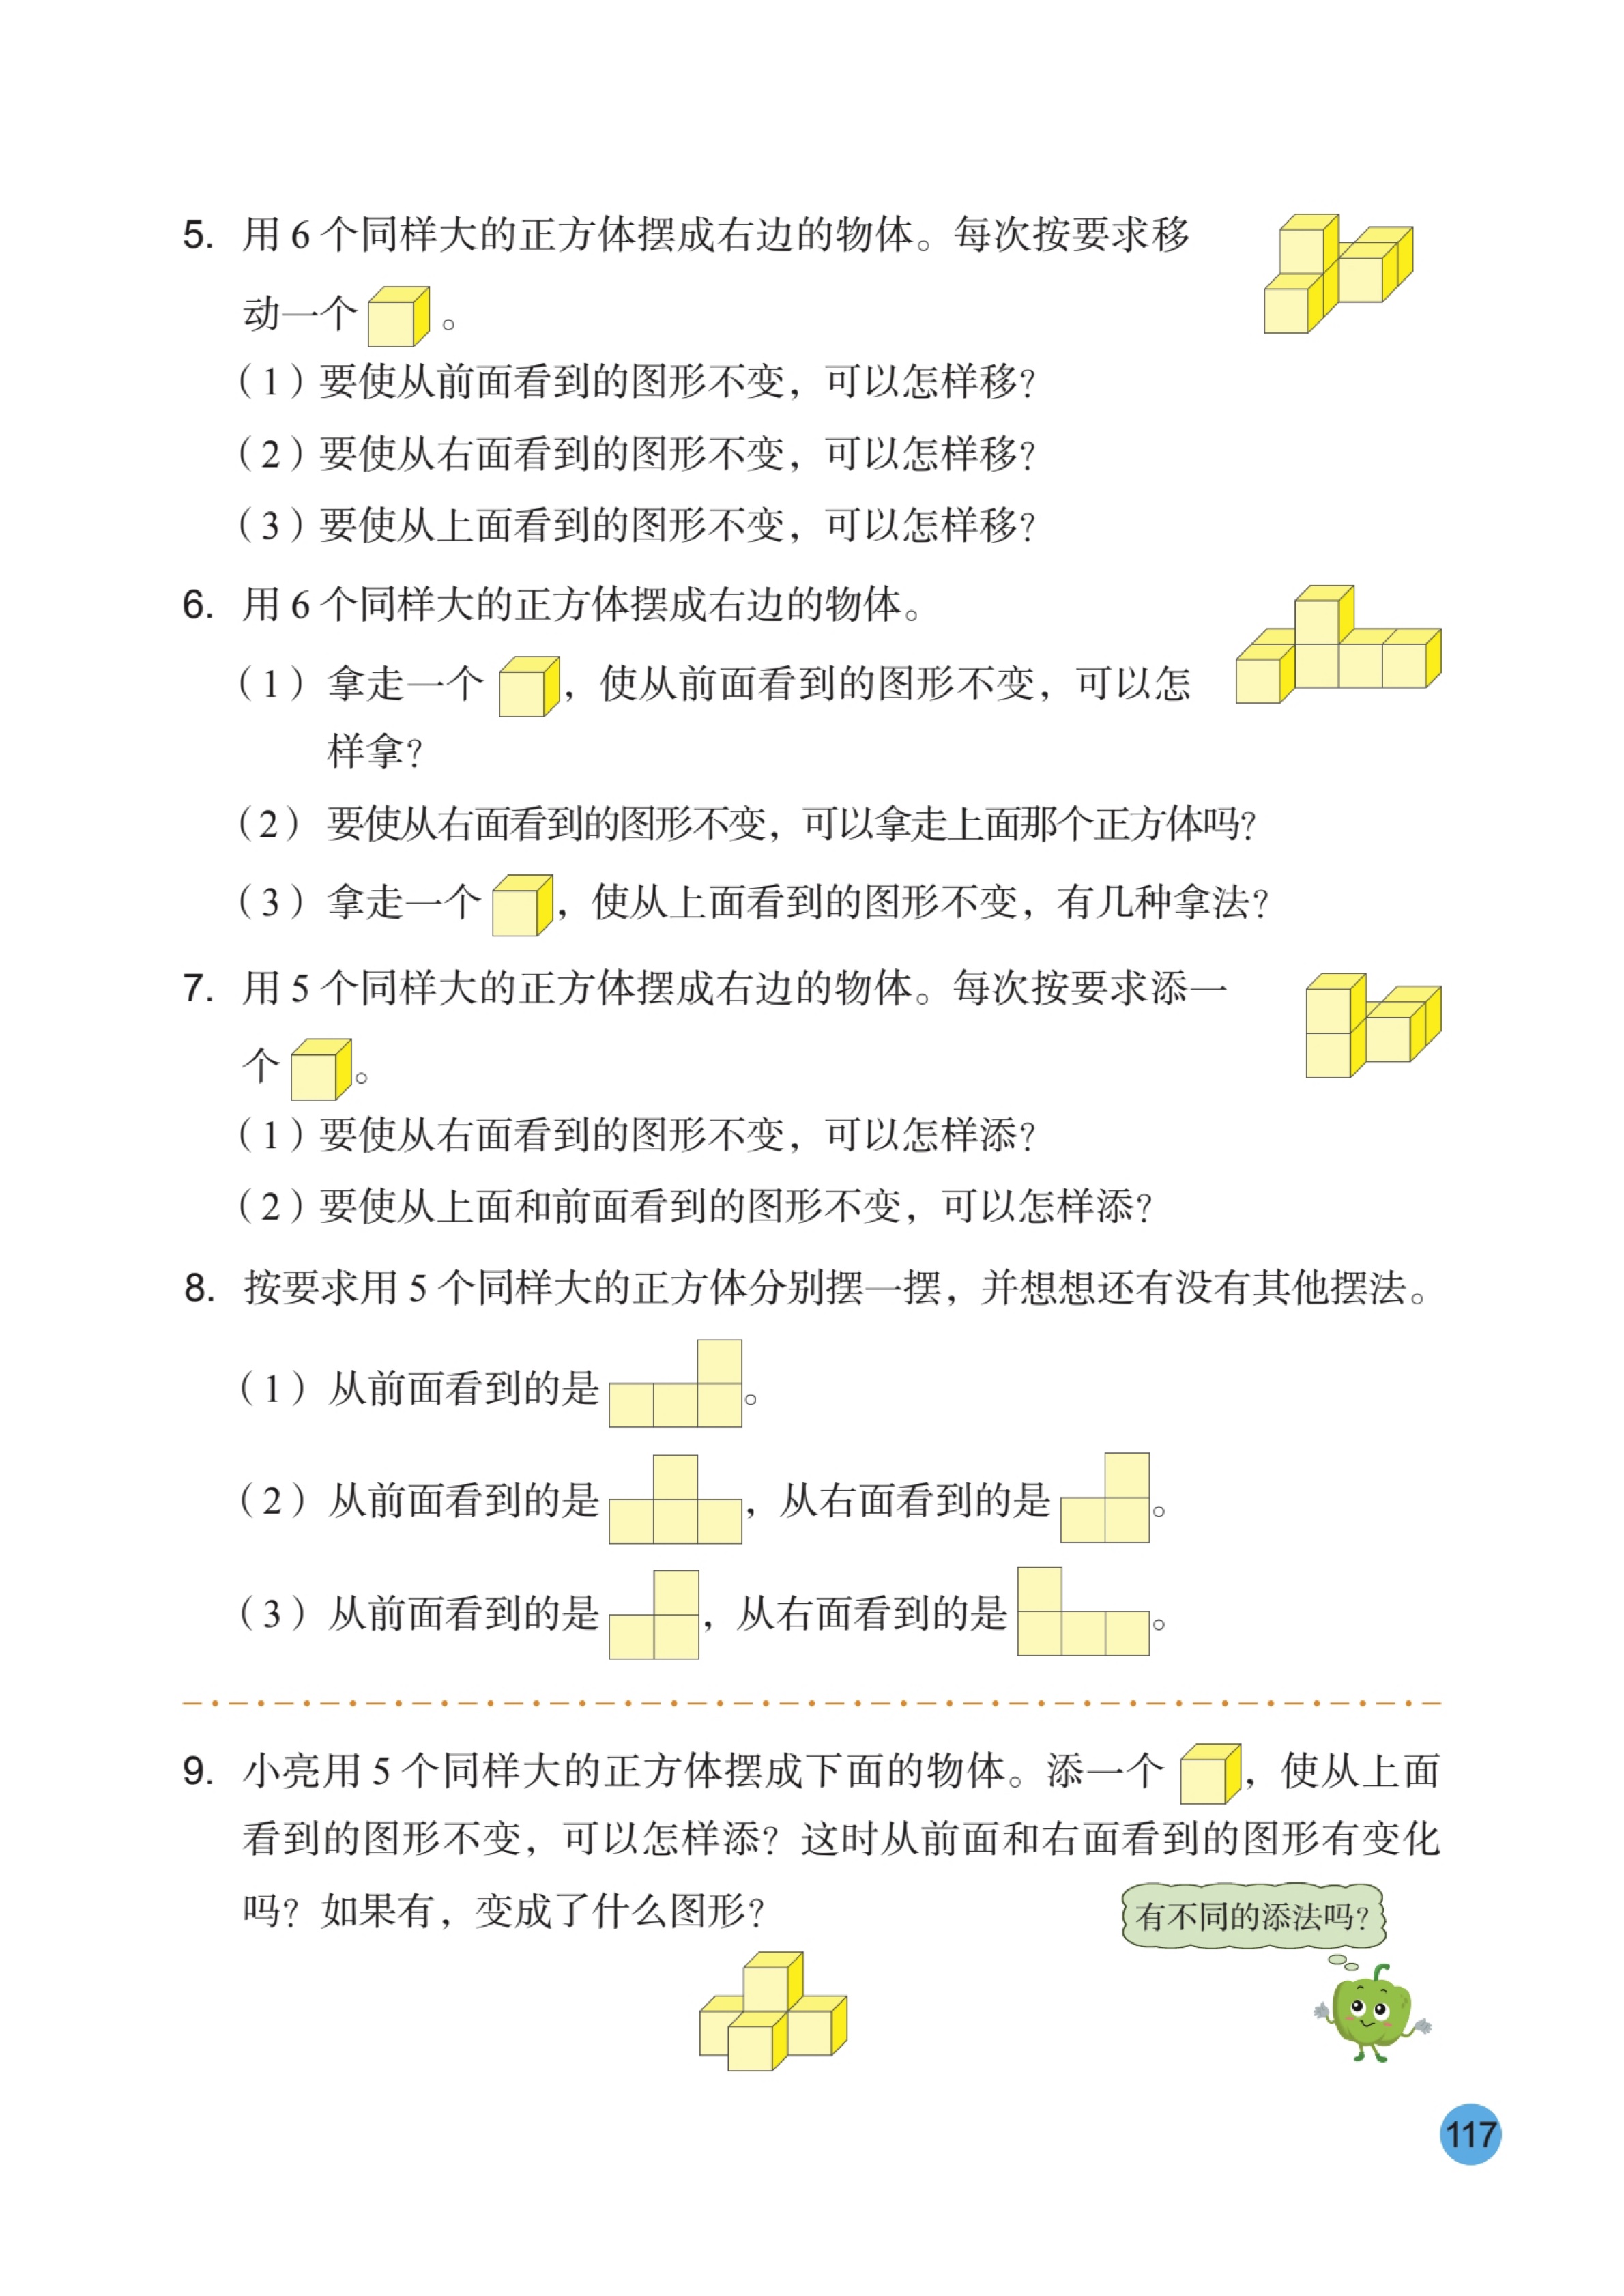 5. 用 6 个同样大的正方体摆成右边的物体。每次按要求移
动一个 。
（1）要使从前面看到的图形不变，可以怎样移？
（2）要使从右面看到的图形不变，可以怎样移？
（3）要使从上面看到的图形不变，可以怎样移？
6. 用 6 个同样大的正方体摆成右边的物体。
（1）拿走一个 ，使从前面看到的图形不变，可以怎
样拿？
（2）要使从右面看到的图形不变，可以拿走上面那个正方体吗？
（3）拿走一个 ，使从上面看到的图形不变，有几种拿法？
7. 用 5 个同样大的正方体摆成右边的物体。每次按要求添一
个 。
（1）要使从右面看到的图形不变，可以怎样添？
（2）要使从上面和前面看到的图形不变，可以怎样添？
8. 按要求用 5 个同样大的正方体分别摆一摆，并想想还有没有其他摆法。
（1）从前面看到的是 。
（2）从前面看到的是 ，从右面看到的是 。
（3）从前面看到的是 ，从右面看到的是 。
9. 小亮用 5 个同样大的正方体摆成下面的物体。添一个 ，使从上面
看到的图形不变，可以怎样添？这时从前面和右面看到的图形有变化
吗？如果有，变成了什么图形？
有不同的添法吗？
117